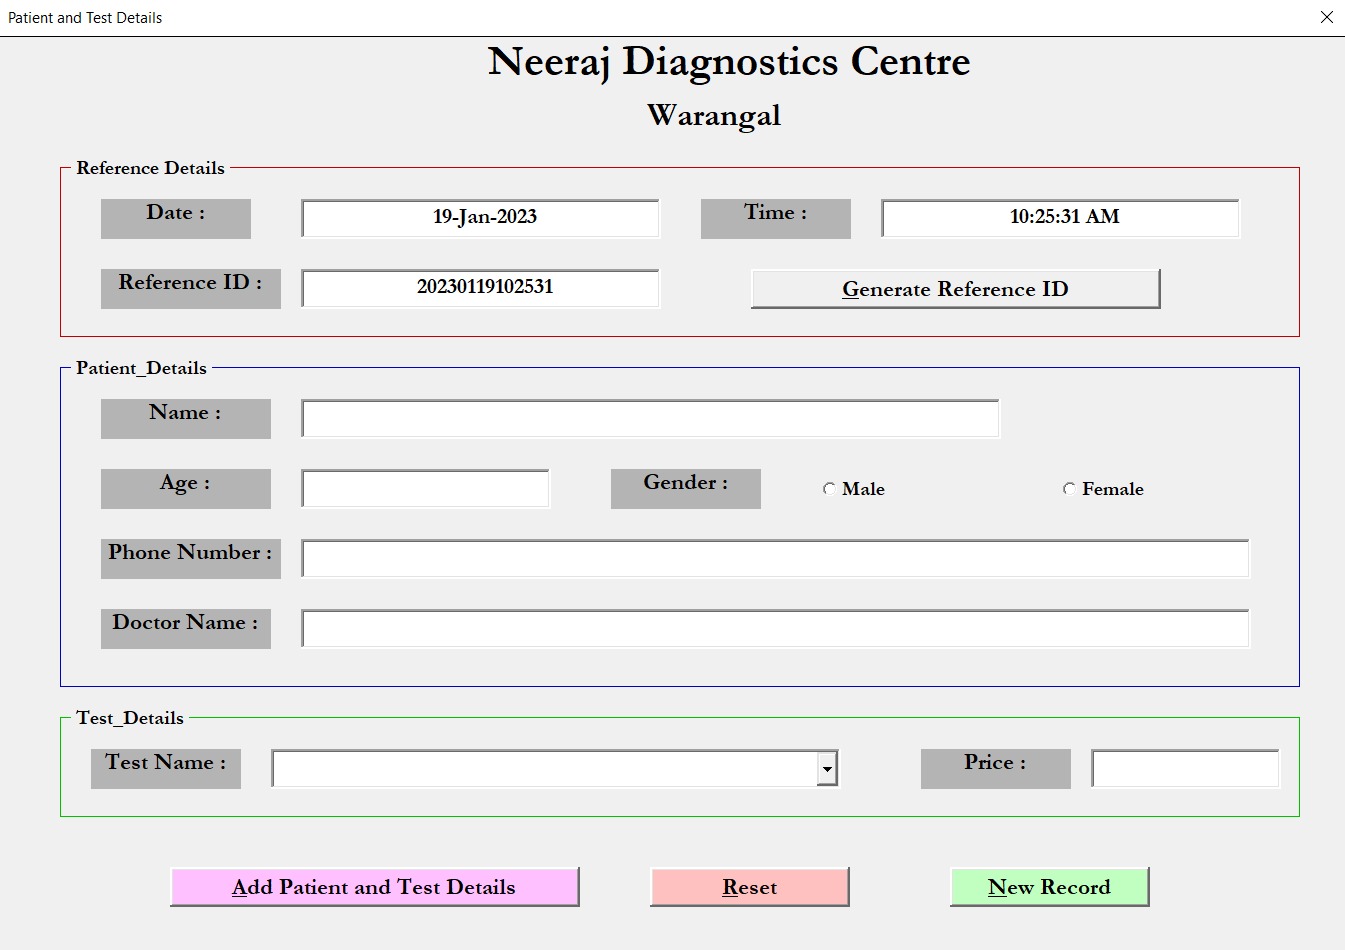 Patient and Test Details
Neeraj Diagnostics Centre
Warangal
Reference Details
Date : 19-Jan-2023 Time : 10:25:31 AM
Reference ID : 20230119102531 Generate Reference ID
Patient_Details
Name :
Age : Gender : Male Female
Phone Number :
Doctor Name :
Test_Details
Test Name : Price :
Add Patient and Test Details Reset New Record